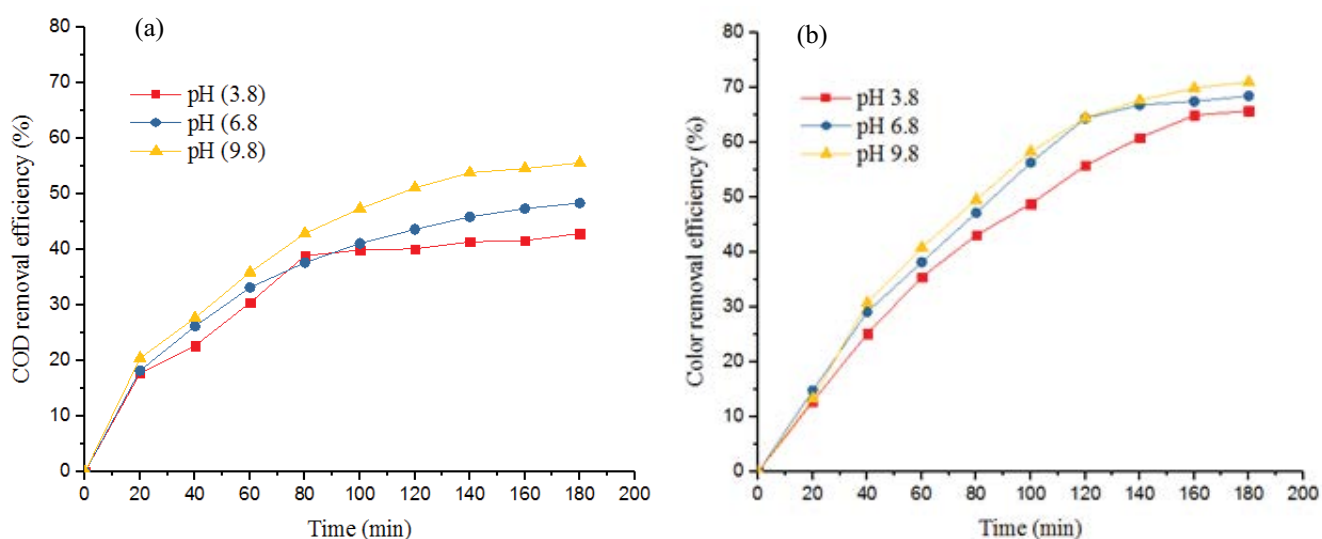 (a)
pH (3.8)
pH (6.8
pH (9.8)
COD removal efficiency (%)
80
70
60
50
40
30
20
10
0
0 20 40 60 80 100 120 140 160 180 200
Time (min)
(b)
pH 3.8
pH 6.8
pH 9.8
Color removal efficiency (%)
80
70
60
50
40
30
20
10
0
0 20 40 60 80 100 120 140 160 180 200
Time (min)